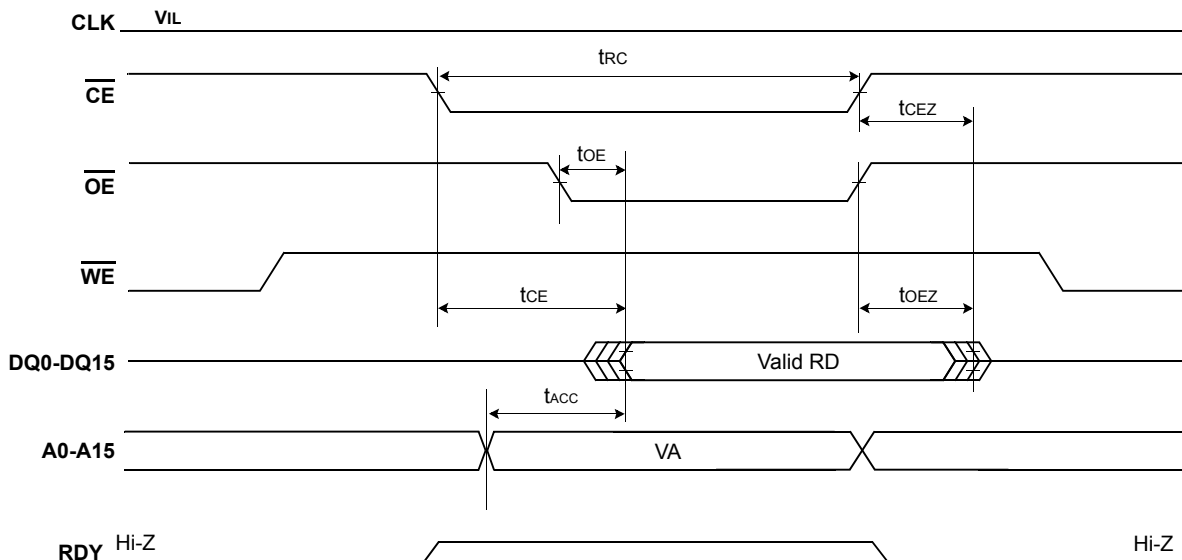 CLK VIL
tRC
CE
tCEZ
tOE
OE
WE
tCE tOEZ
DQ0-DQ15 Valid RD
tACC
A0-A15 VA
RDY Hi-Z Hi-Z